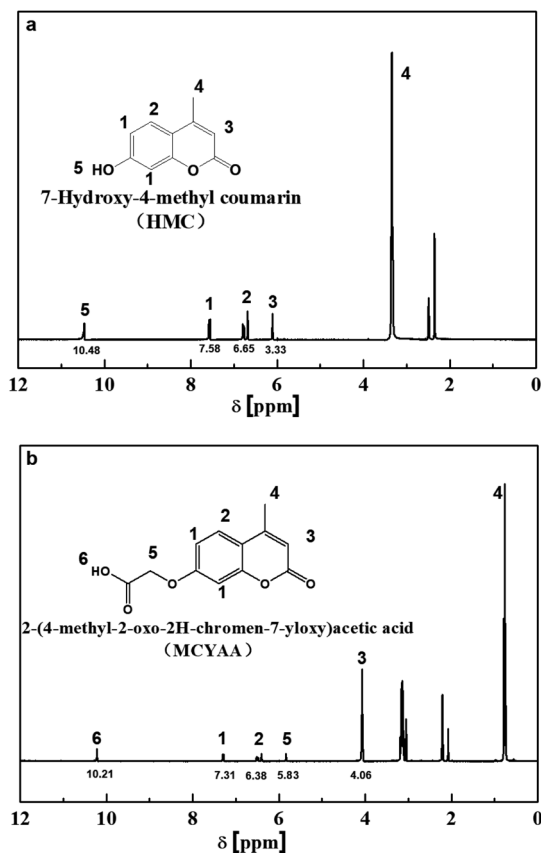 a
4
4
2
1
3
5
HO
1
O
O
7-Hydroxy-4-methyl coumarin
（HMC）
5
1
2
3
10.48
7.58
6.65
3.33
12
10
8
6
4
2
0
δ [ppm]
b
4
4
2
3
5
1
6
HO
O
1
O
O
O
2-(4-methyl-2-oxo-2H-chromen-7-yloxy)acetic acid
（MCYAA）
3
6
1
2
5
10.21
7.31
6.38
5.83
4.06
12
10
8
6
4
2
0
δ [ppm]